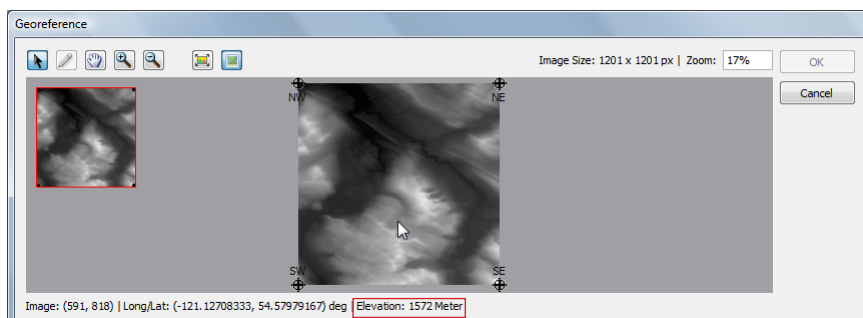 Georeference
Image Size: 1201 x 1201 px | Zoom: 17%
OK
Cancel
NW
NE
SW
SE
Image: (591, 818) | Long/Lat: (-121.12708333, 54.57979167) deg | Elevation: 1572 Meter